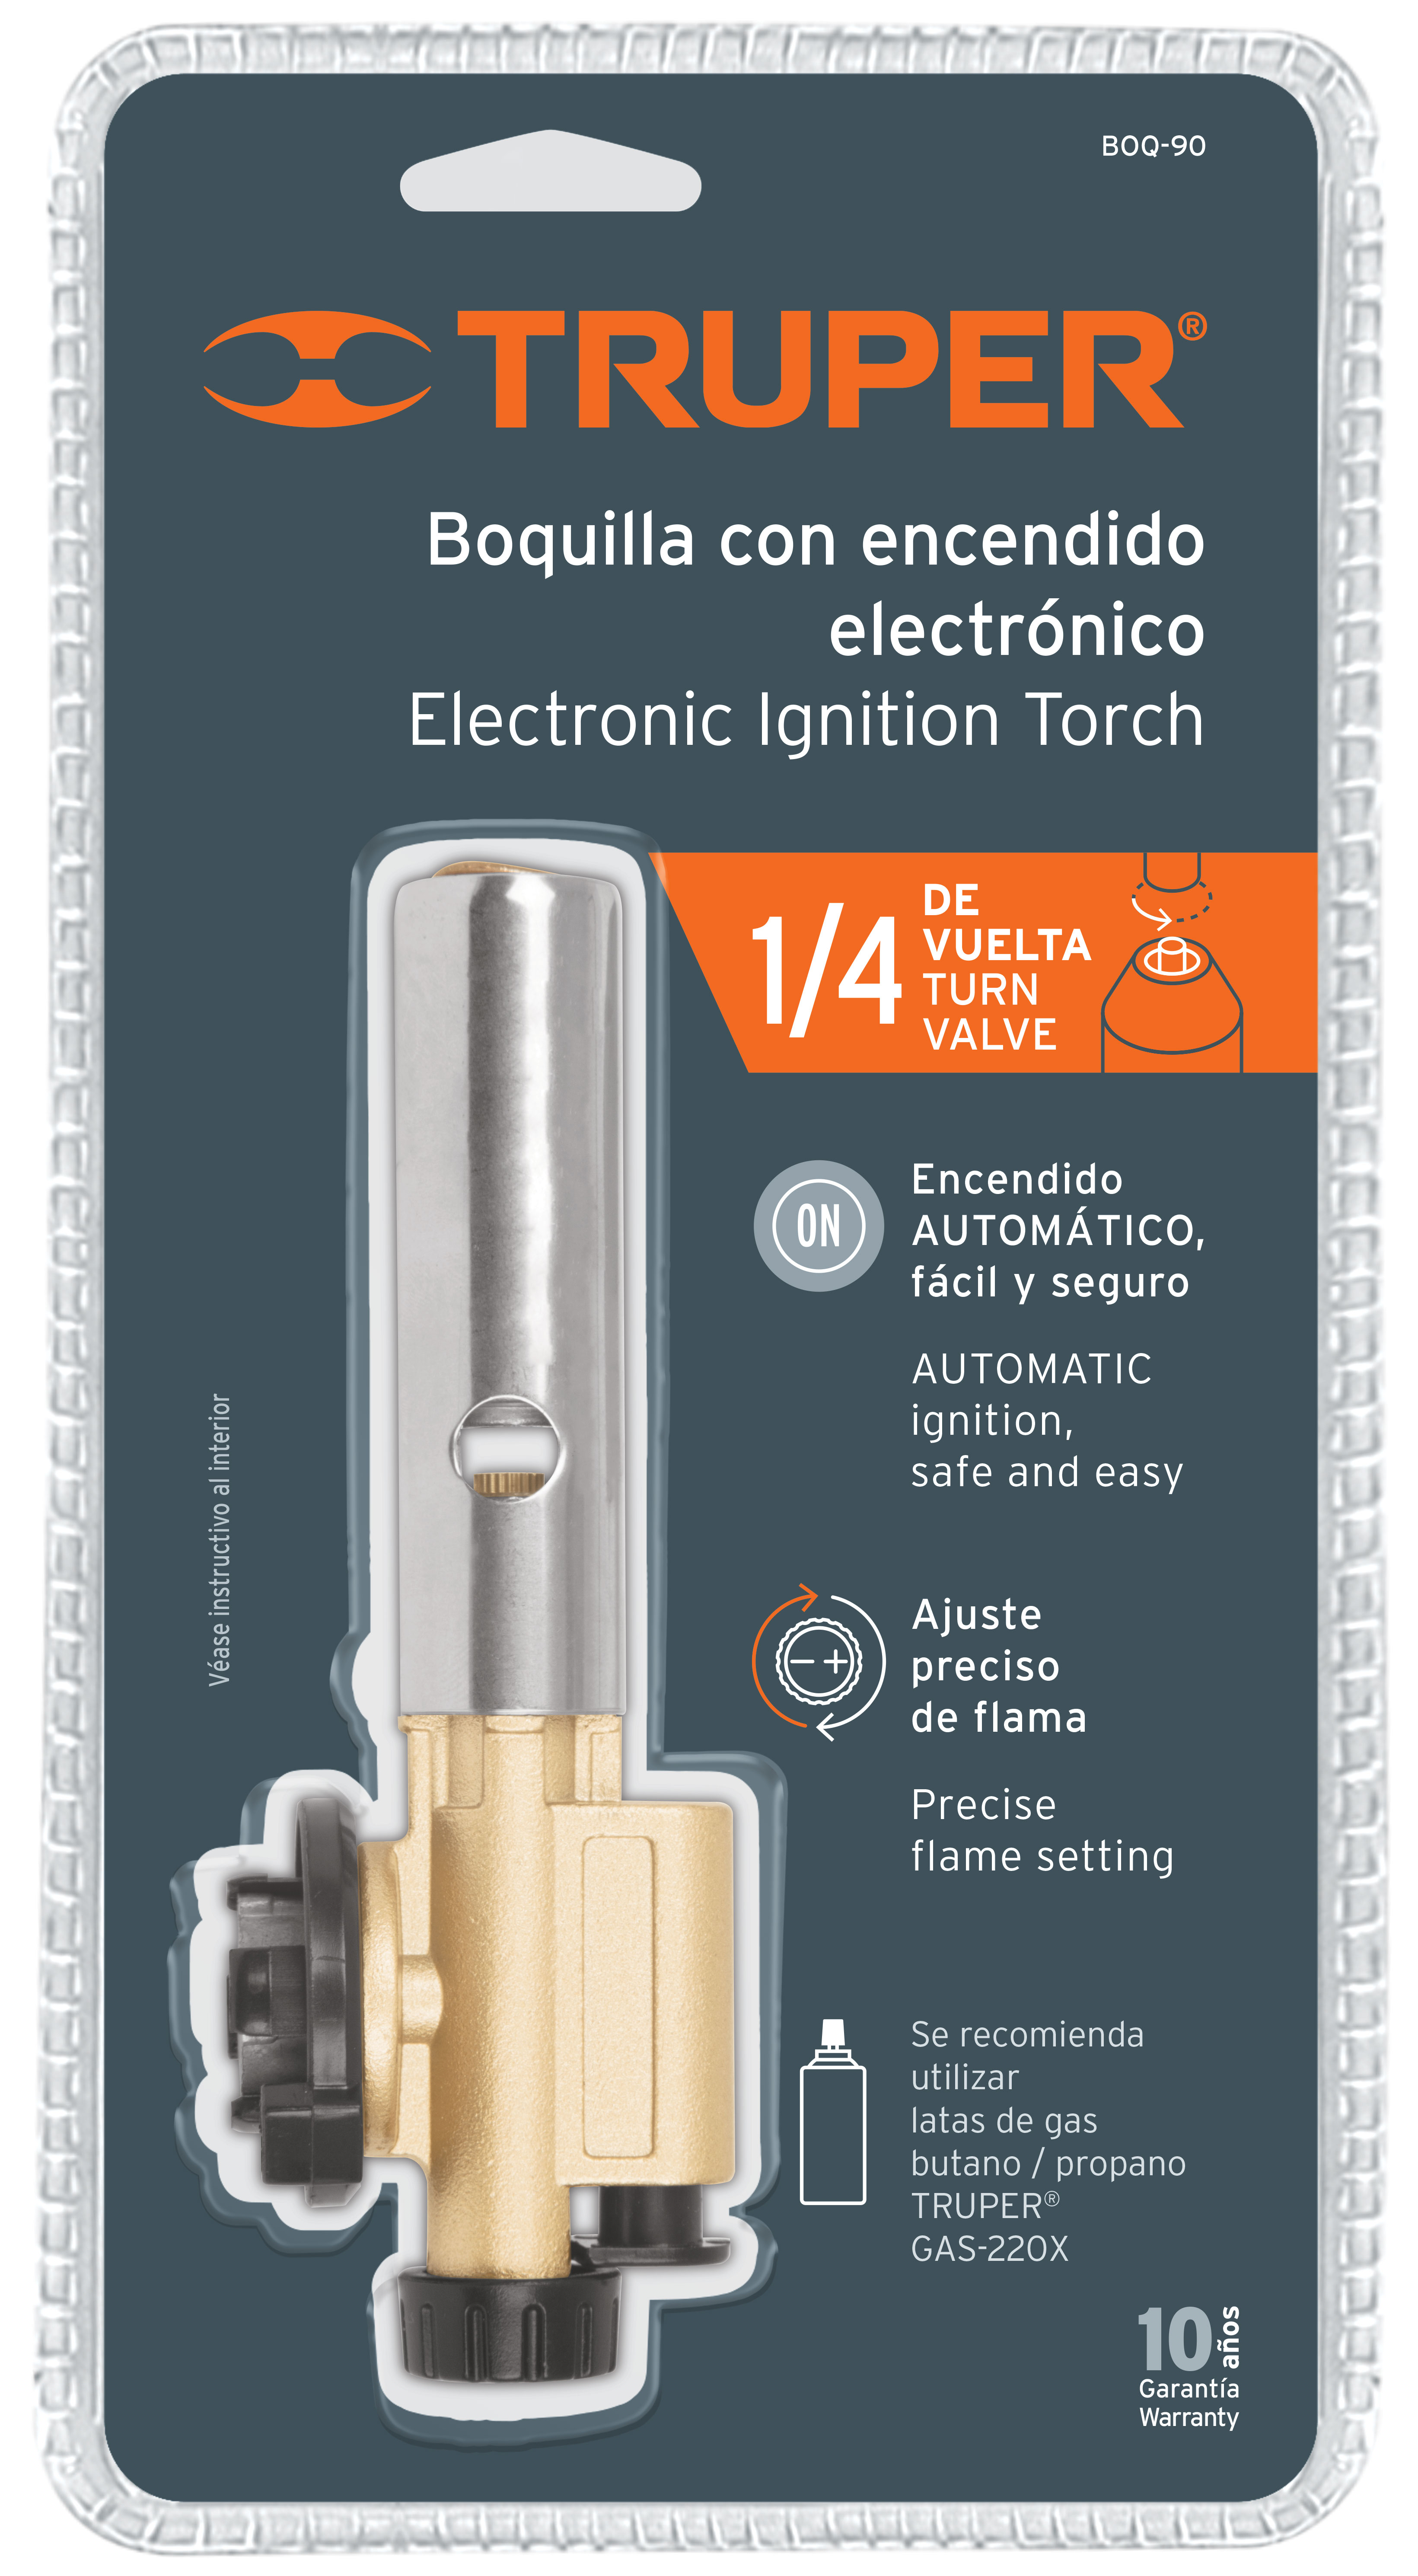 BOQ-90
TRUPER®
Boquilla con encendido
electrónico
Electronic Ignition Torch
1/4
DE
VUELTA
TURN
VALVE
ON
Encendido
AUTOMÁTICO,
fácil y seguro
AUTOMATIC
ignition,
safe and easy
Véase instructivo al interior
- +
Ajuste
preciso
de flama
Precise
flame setting
Se recomienda
utilizar
latas de gas
butano / propano
TRUPER®
GAS-220X
10 años
Garantía
Warranty